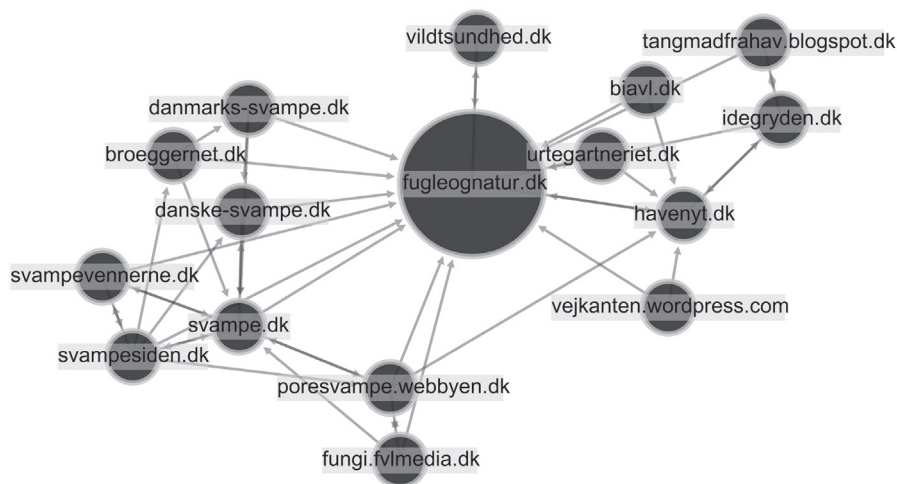 vildtsundhed.dk
tangmadfrahav.blogspot.dk
biavl.dk
danmarks-svampe.dk
idegryden.dk
broeggernet.dk
urtegartneriet.dk
fugleognatur.dk
danske-svampe.dk
havenyt.dk
svampevennerne.dk
vejkanten.wordpress.com
svampe.dk
svampesiden.dk
poresvampe.webbyen.dk
fungi.fvlmedia.dk